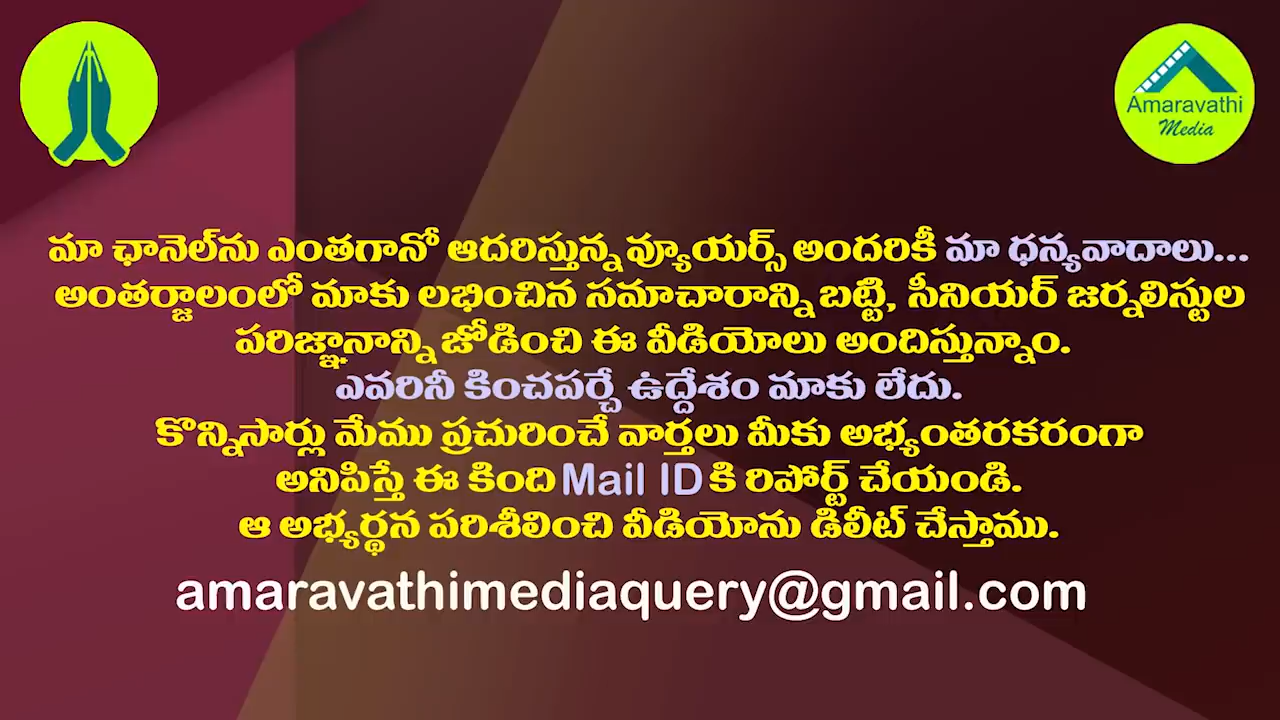 Amaravathi
Media
మా ఛానెల్‌ను ఎంతగానో ఆదరిస్తున్న వ్యూయర్స్ అందరికీ మా ధన్యవాదాలు...
అంతర్జాలంలో మాకు లభించిన సమాచారాన్ని బట్టి, సీనియర్ జర్నలిస్టుల
పరిజ్ఞానాన్ని జోడించి ఈ వీడియోలు అందిస్తున్నాం.
ఎవరినీ కించపర్చే ఉద్దేశం మాకు లేదు.
కొన్నిసార్లు మేము ప్రచురించే వార్తలు మీకు అభ్యంతరకరంగా
అనిపిస్తే ఈ కింది Mail ID కి రిపోర్ట్ చేయండి.
ఆ అభ్యర్థన పరిశీలించి వీడియోను డిలీట్ చేస్తాము.
amaravathimediaquery@gmail.com